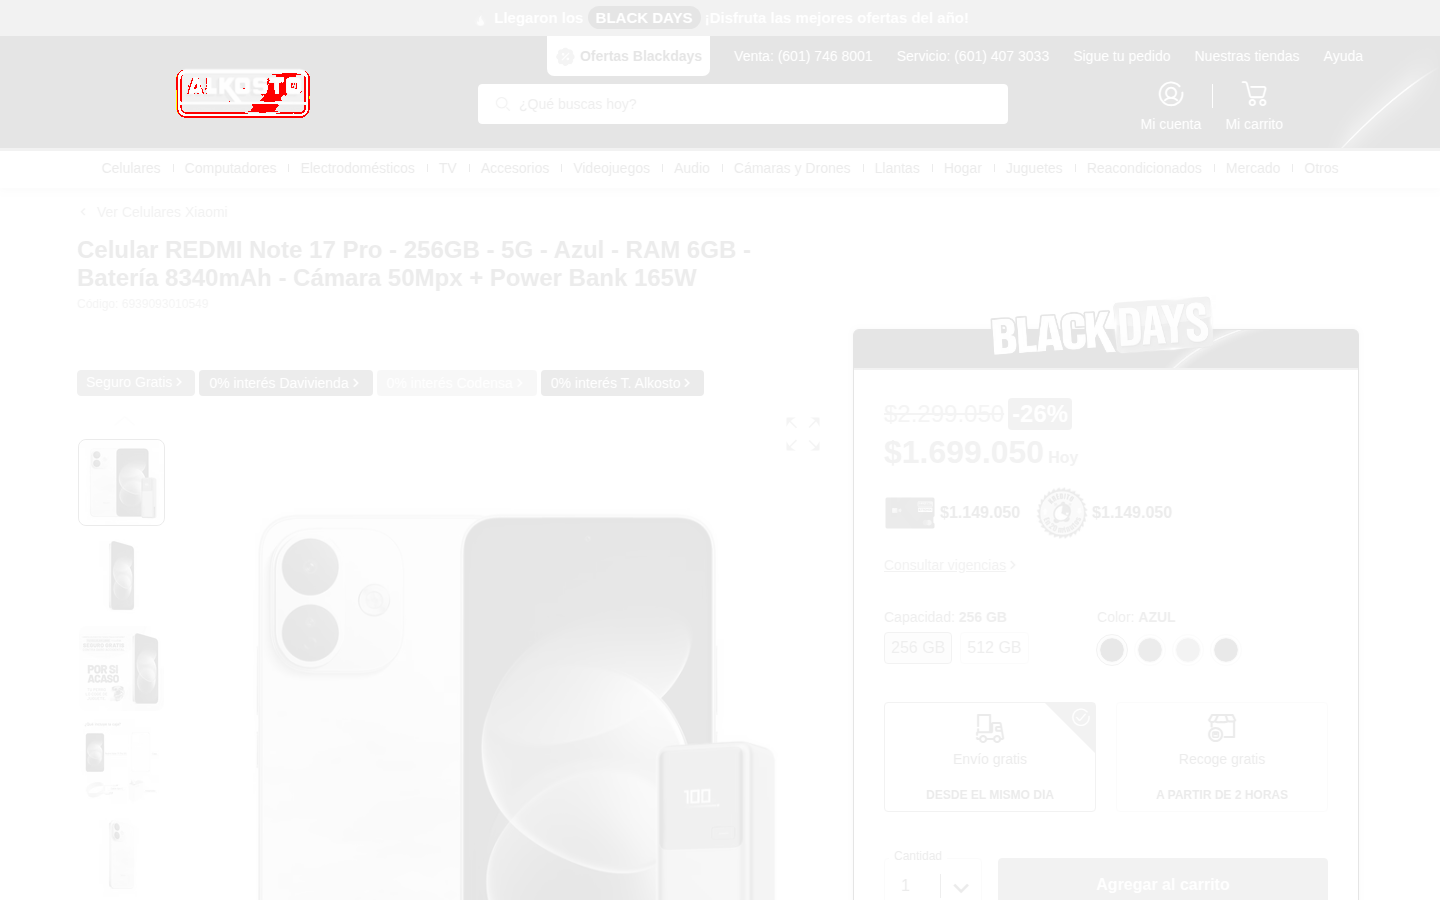 Llegaron los BLACK DAYS ¡Disfruta las mejores ofertas del año!
Ofertas Blackdays
Venta: (601) 746 8001
Servicio: (601) 407 3033
Sigue tu pedido
Nuestras tiendas
Ayuda
ALKOSTO
¿Qué buscas hoy?
Mi cuenta
Mi carrito
Celulares
Computadores
Electrodomésticos
TV
Accesorios
Videojuegos
Audio
Cámaras y Drones
Llantas
Hogar
Juguetes
Reacondicionados
Mercado
Otros
Ver Celulares Xiaomi
Celular REDMI Note 17 Pro - 256GB - 5G - Azul - RAM 6GB -
Batería 8340mAh - Cámara 50Mpx + Power Bank 165W
Código: 6939093010549
BLACK DAYS
Seguro Gratis
0% interés Davivienda
0% interés Codensa
0% interés T. Alkosto
$2.299.050 -26%
$1.699.050 Hoy
$1.149.050
$1.149.050
Consultar vigencias
Capacidad: 256 GB
Color: AZUL
256 GB
512 GB
POR SI
ACASO
Envío gratis
DESDE EL MISMO DIA
Recoge gratis
A PARTIR DE 2 HORAS
100
Cantidad
1
Agregar al carrito